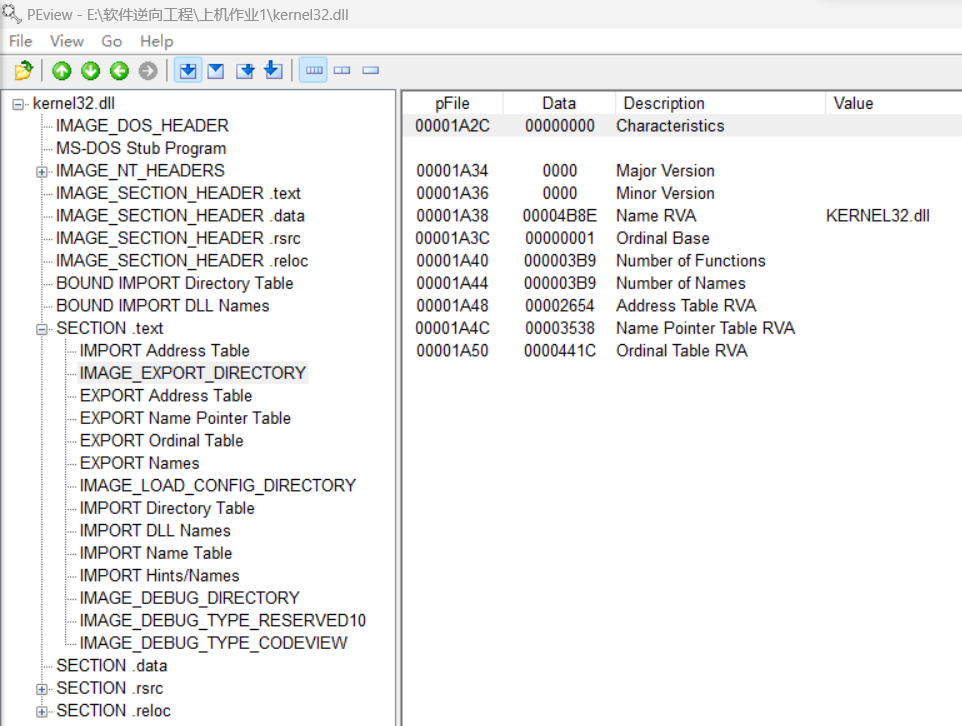 PEview - E:\软件逆向工程\上机作业1\kernel32.dll
File View Go Help
kernel32.dll
IMAGE_DOS_HEADER
MS-DOS Stub Program
IMAGE_NT_HEADERS
IMAGE_SECTION_HEADER .text
IMAGE_SECTION_HEADER .data
IMAGE_SECTION_HEADER .rsrc
IMAGE_SECTION_HEADER .reloc
BOUND IMPORT Directory Table
BOUND IMPORT DLL Names
SECTION .text
IMPORT Address Table
IMAGE_EXPORT_DIRECTORY
EXPORT Address Table
EXPORT Name Pointer Table
EXPORT Ordinal Table
EXPORT Names
IMAGE_LOAD_CONFIG_DIRECTORY
IMPORT Directory Table
IMPORT DLL Names
IMPORT Name Table
IMPORT Hints/Names
IMAGE_DEBUG_DIRECTORY
IMAGE_DEBUG_TYPE_RESERVED10
IMAGE_DEBUG_TYPE_CODEVIEW
SECTION .data
SECTION .rsrc
SECTION .reloc
pFile Data Description Value
00001A2C 00000000 Characteristics
00001A34 0000 Major Version
00001A36 0000 Minor Version
00001A38 00004B8E Name RVA KERNEL32.dll
00001A3C 00000001 Ordinal Base
00001A40 000003B9 Number of Functions
00001A44 000003B9 Number of Names
00001A48 00002654 Address Table RVA
00001A4C 00003538 Name Pointer Table RVA
00001A50 0000441C Ordinal Table RVA